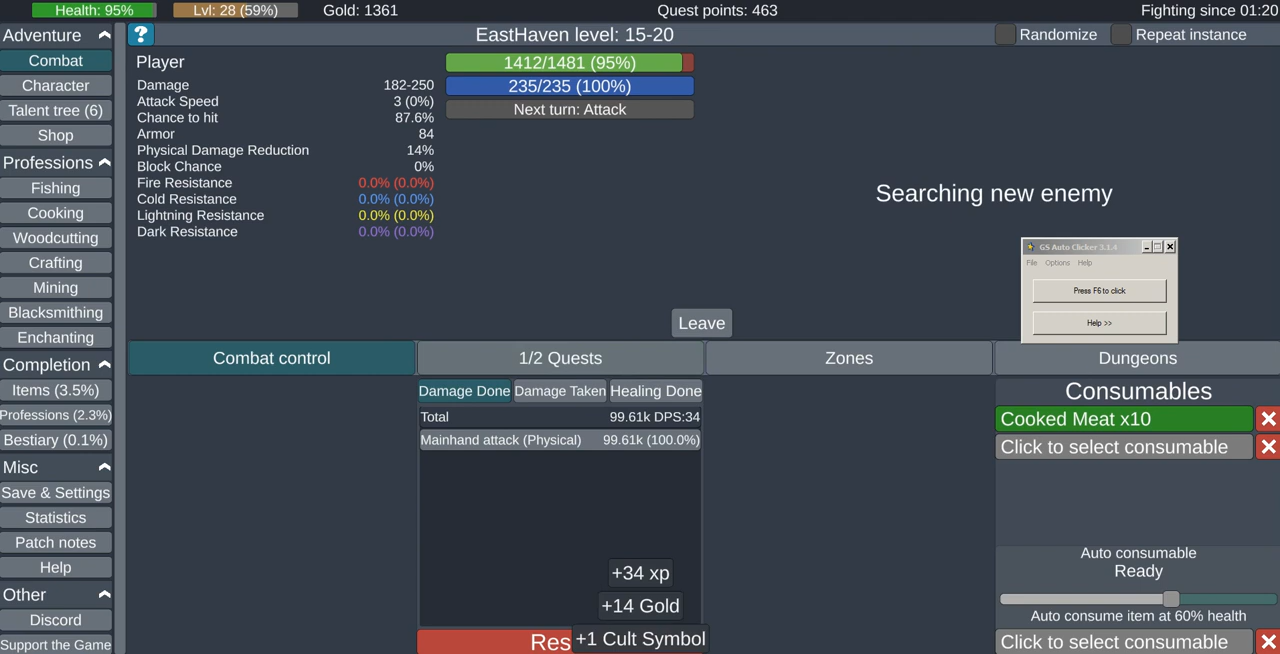 Health: 95%
Lvl: 28 (59%)
Gold: 1361
Quest points: 463
Fighting since 01:20
Adventure
Combat
Character
Talent tree (6)
Shop
Professions
Fishing
Cooking
Woodcutting
Crafting
Mining
Blacksmithing
Enchanting
Completion
Items (3.5%)
Professions (2.3%)
Bestiary (0.1%)
Misc
Save & Settings
Statistics
Patch notes
Help
Other
Discord
Support the Game
?
EastHaven level: 15-20
Randomize
Repeat instance
Player
Damage 182-250
Attack Speed 3 (0%)
Chance to hit 87.6%
Armor 84
Physical Damage Reduction 14%
Block Chance 0%
Fire Resistance 0.0% (0.0%)
Cold Resistance 0.0% (0.0%)
Lightning Resistance 0.0% (0.0%)
Dark Resistance 0.0% (0.0%)
1412/1481 (95%)
235/235 (100%)
Next turn: Attack
Searching new enemy
GS Auto Clicker 3.1.4
File Options Help
Press F6 to click
Help >>
Leave
Combat control
1/2 Quests
Zones
Dungeons
Damage Done
Damage Taken
Healing Done
Total 99.61k DPS:34
Mainhand attack (Physical) 99.61k (100.0%)
+34 xp
+14 Gold
+1 Cult Symbol
Res
Consumables
Cooked Meat x10
Click to select consumable
Auto consumable
Ready
Auto consume item at 60% health
Click to select consumable